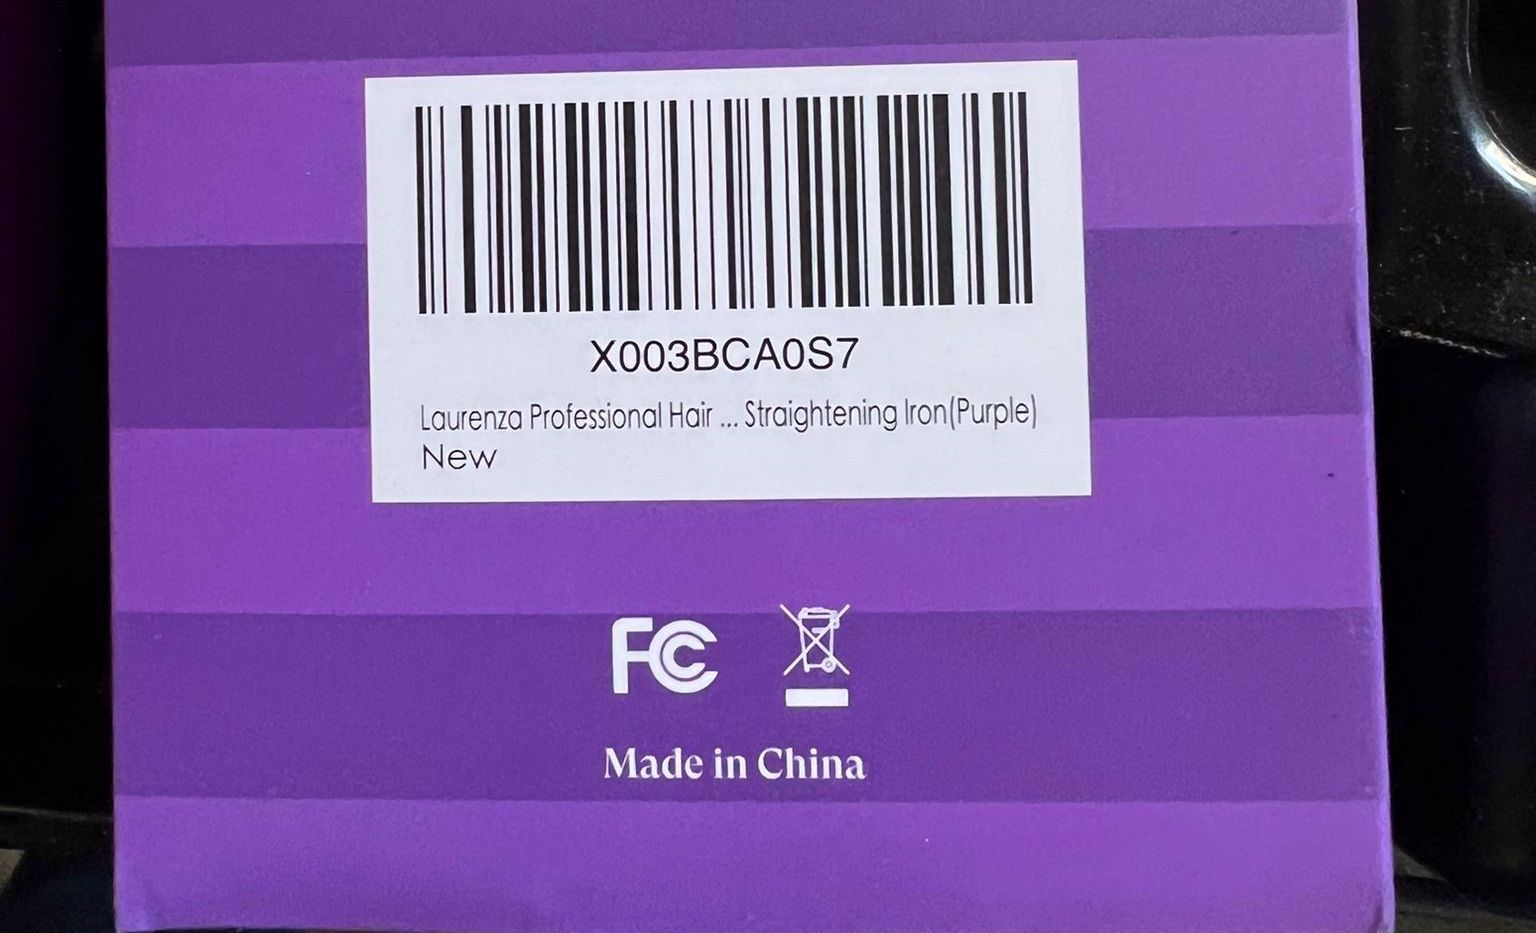 X003BCA0S7
Laurenza Professional Hair ... Straightening Iron(Purple)
New
FC
Made in China